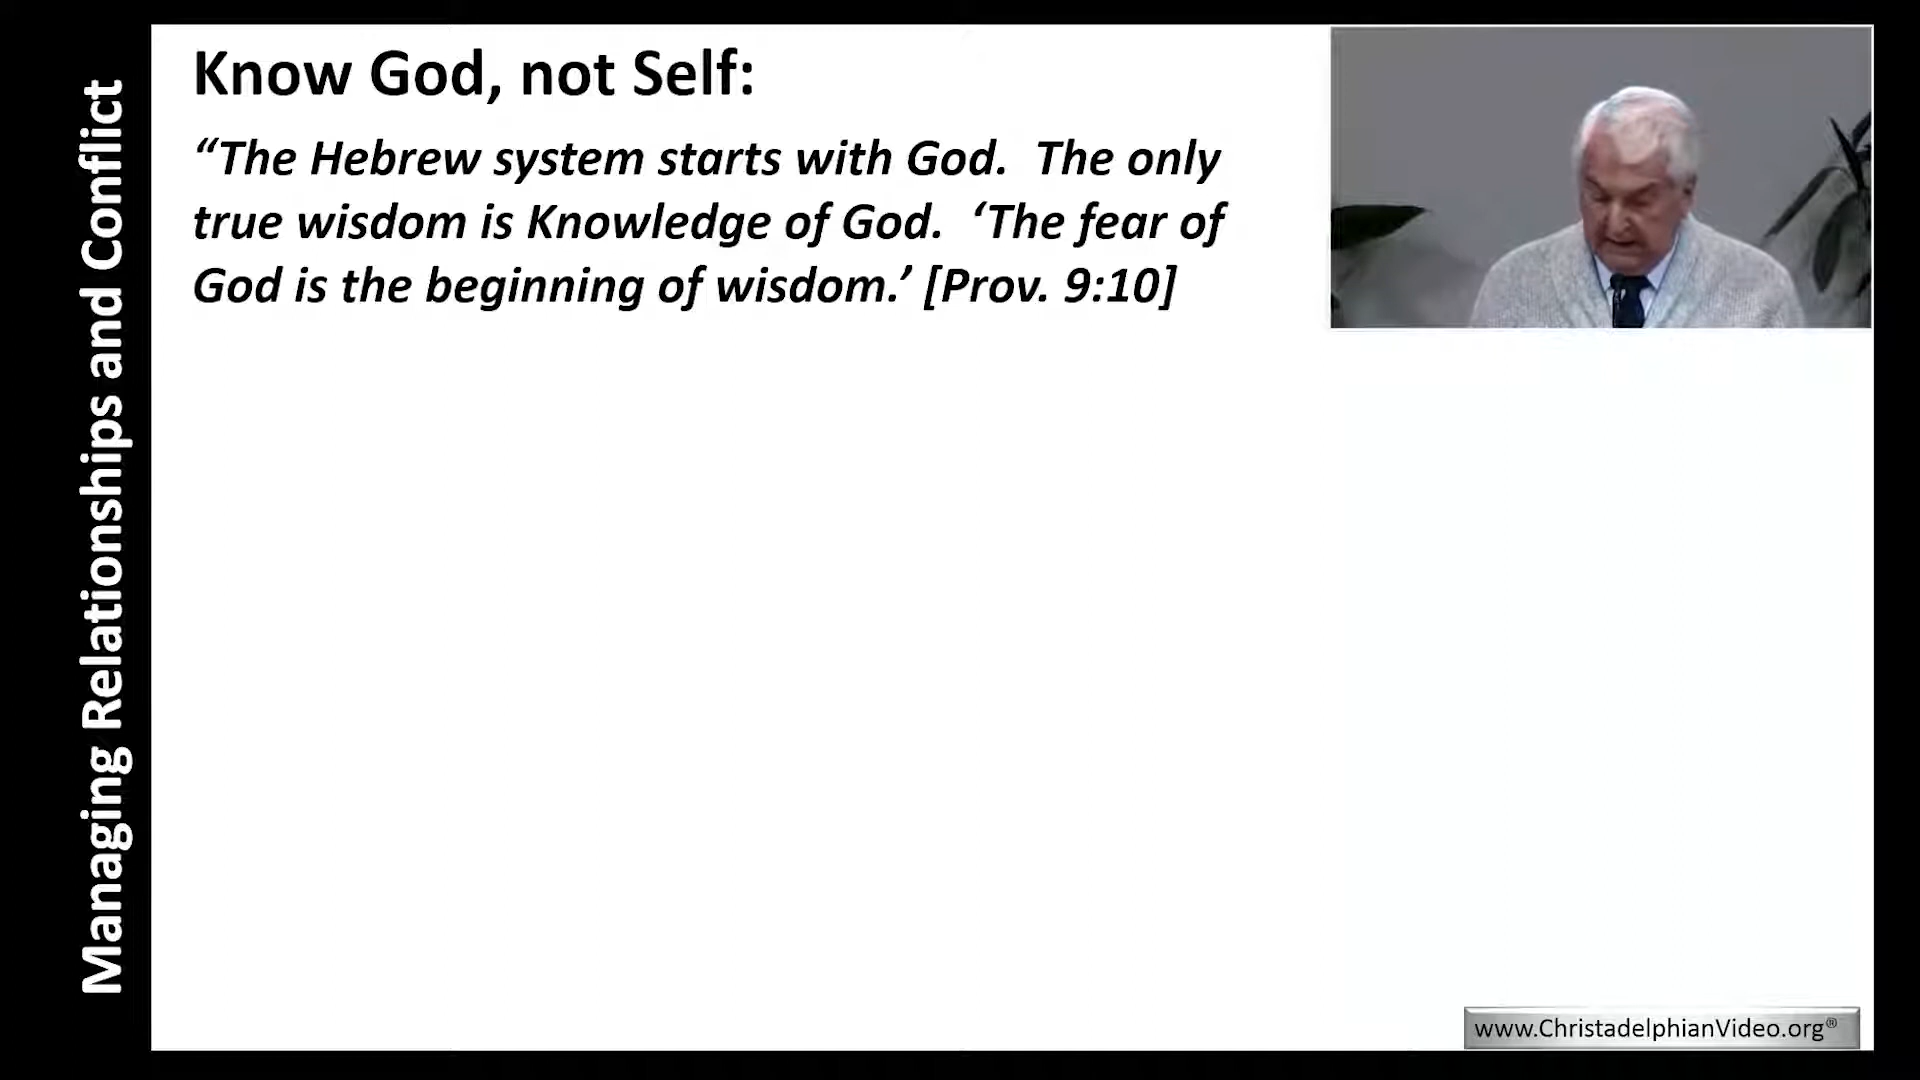 Managing Relationships and Conflict
Know God, not Self:
“The Hebrew system starts with God. The only
true wisdom is Knowledge of God. ‘The fear of
God is the beginning of wisdom.’ [Prov. 9:10]
www.ChristadelphianVideo.org®